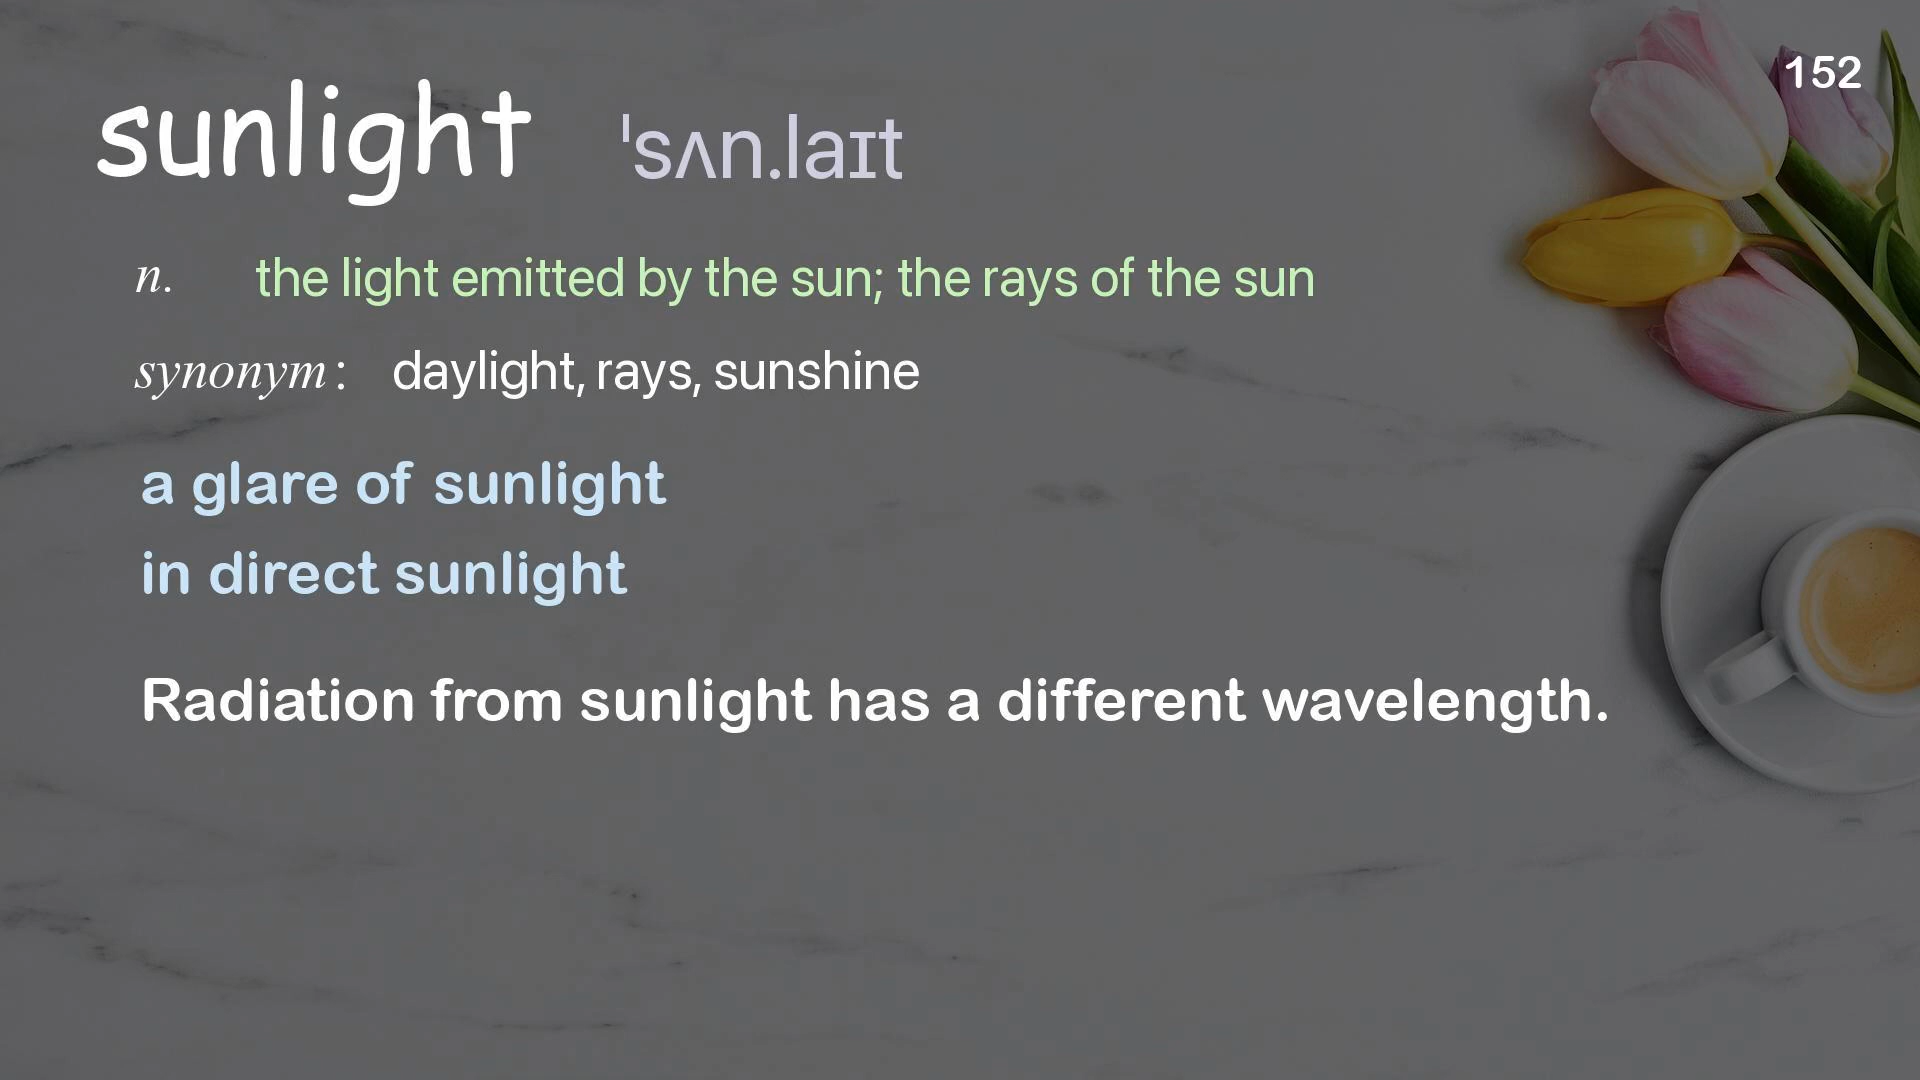 152
sunlight ˈsʌn.laɪt
n. the light emitted by the sun; the rays of the sun
synonym: daylight, rays, sunshine
a glare of sunlight
in direct sunlight
Radiation from sunlight has a different wavelength.